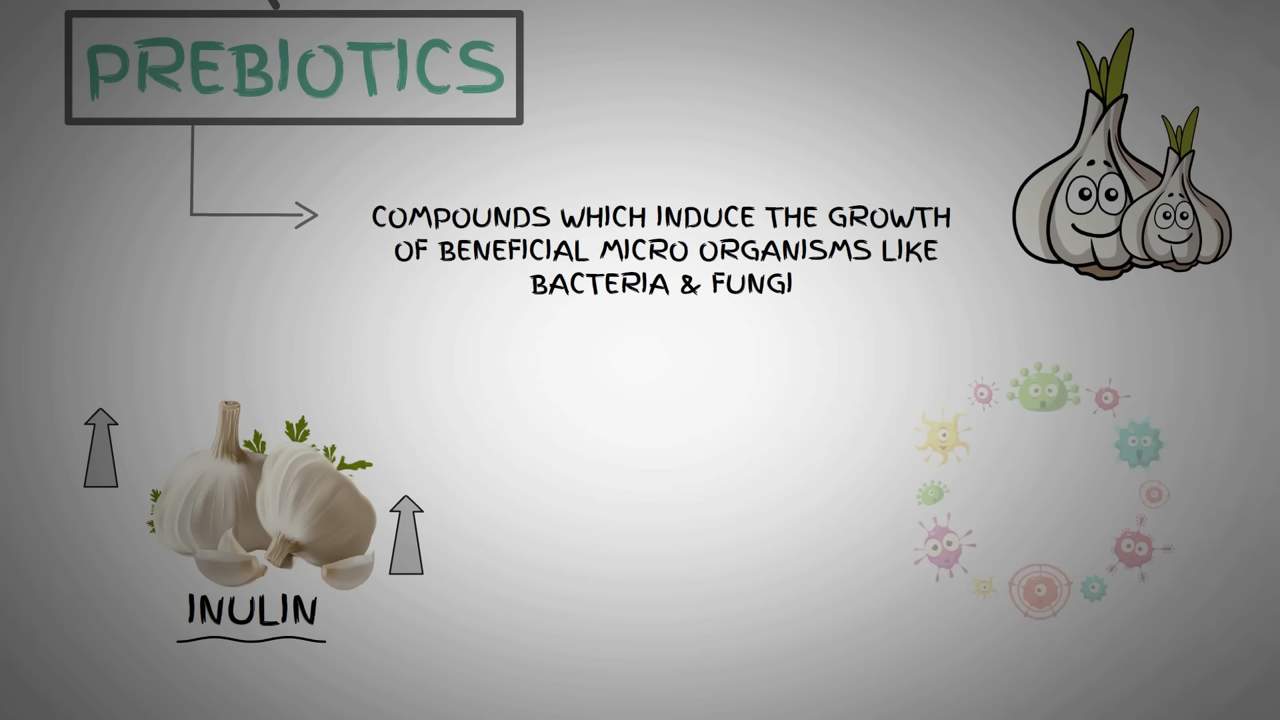 PREBIOTICS
COMPOUNDS WHICH INDUCE THE GROWTH
OF BENEFICIAL MICRO ORGANISMS LIKE
BACTERIA & FUNGI
INULIN